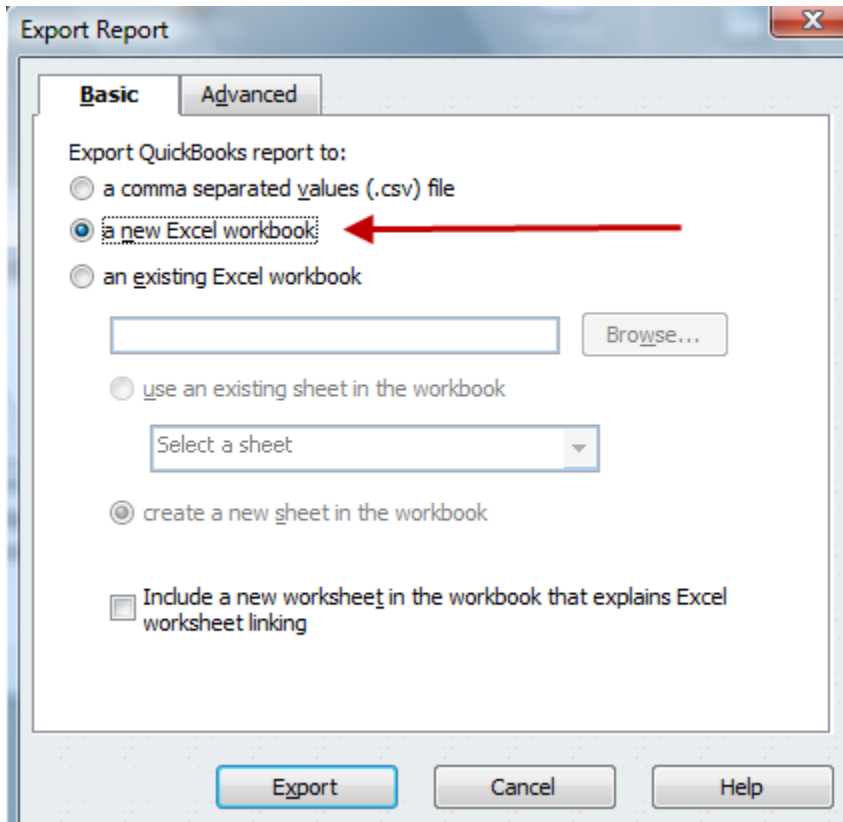 Export Report
Basic Advanced
Export QuickBooks report to:
a comma separated values (.csv) file
a new Excel workbook
an existing Excel workbook
Browse...
use an existing sheet in the workbook
Select a sheet
create a new sheet in the workbook
Include a new worksheet in the workbook that explains Excel
worksheet linking
Export Cancel Help